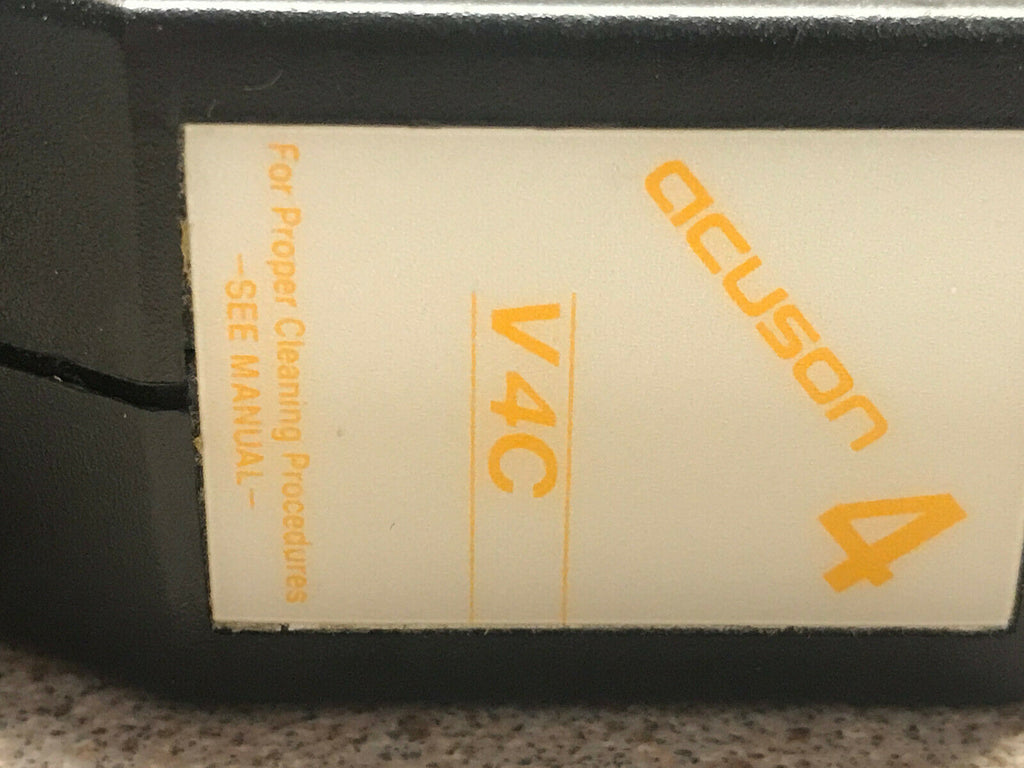 acuson
4
V4C
For Proper Cleaning Procedures
-SEE MANUAL-